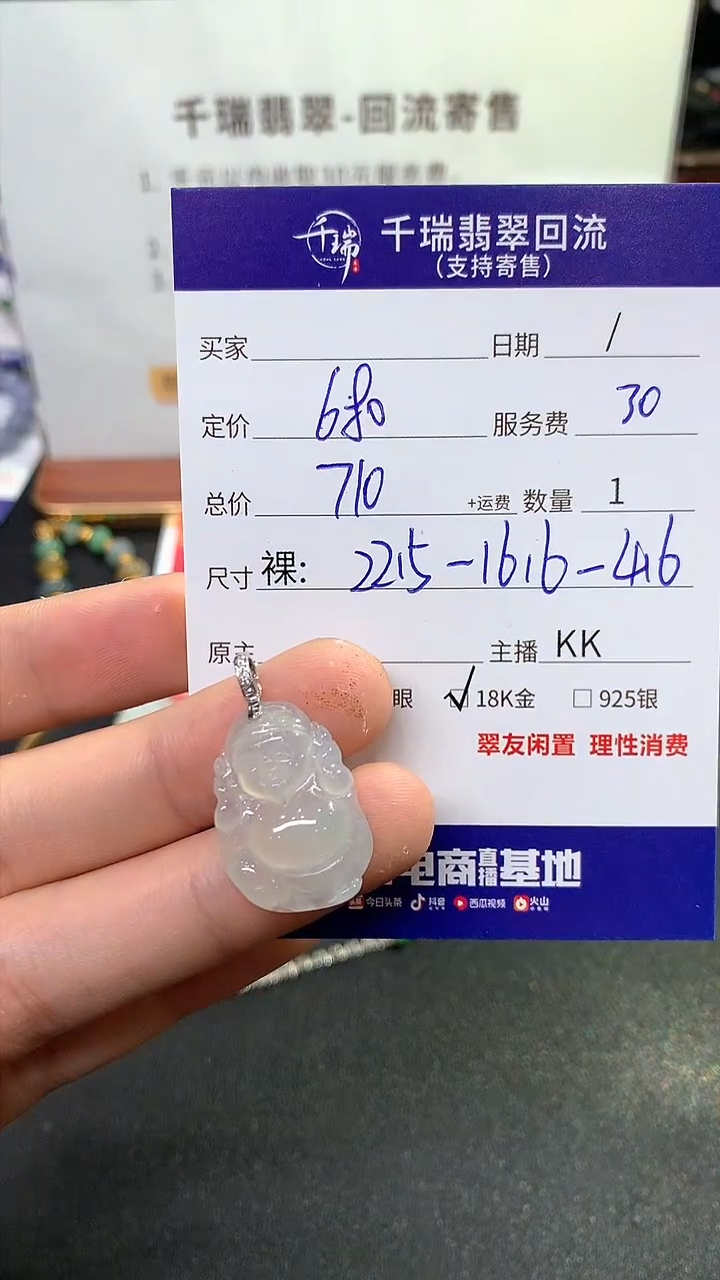 千瑞翡翠-回流寄售
千瑞
千瑞翡翠回流
(支持寄售)
买家 日期 /
定价 680 服务费 30
总价 710 +运费 数量 1
尺寸 裸: 22.5-16.6-4.6
原主 主播 KK
眼 ✓ 18K金 □ 925银
翠友闲置 理性消费
电商直播基地
今日头条 抖音 西瓜视频 火山